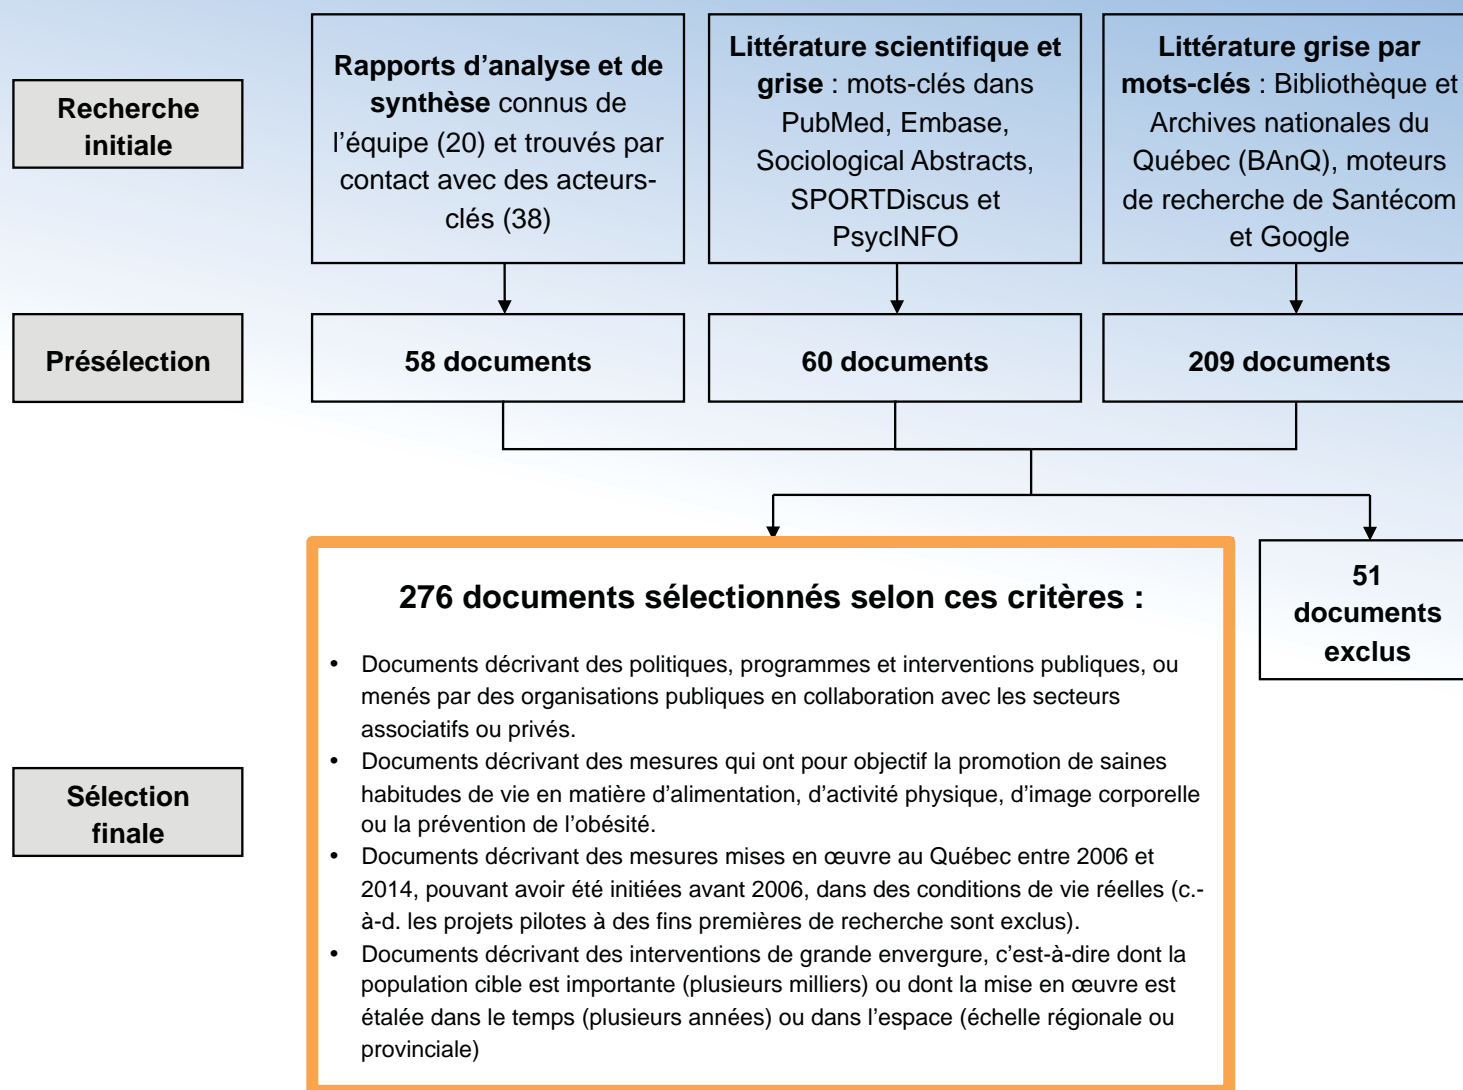 Recherche
initiale
Rapports d’analyse et de
synthèse connus de
l’équipe (20) et trouvés par
contact avec des acteurs-
clés (38)
Littérature scientifique et
grise : mots-clés dans
PubMed, Embase,
Sociological Abstracts,
SPORTDiscus et
PsycINFO
Littérature grise par
mots-clés : Bibliothèque et
Archives nationales du
Québec (BAnQ), moteurs
de recherche de Santécom
et Google
Présélection
58 documents
60 documents
209 documents
Sélection
finale
276 documents sélectionnés selon ces critères :
• Documents décrivant des politiques, programmes et interventions publiques, ou
menés par des organisations publiques en collaboration avec les secteurs
associatifs ou privés.
• Documents décrivant des mesures qui ont pour objectif la promotion de saines
habitudes de vie en matière d’alimentation, d’activité physique, d’image corporelle
ou la prévention de l’obésité.
• Documents décrivant des mesures mises en œuvre au Québec entre 2006 et
2014, pouvant avoir été initiées avant 2006, dans des conditions de vie réelles (c.-
à-d. les projets pilotes à des fins premières de recherche sont exclus).
• Documents décrivant des interventions de grande envergure, c’est-à-dire dont la
population cible est importante (plusieurs milliers) ou dont la mise en œuvre est
étalée dans le temps (plusieurs années) ou dans l’espace (échelle régionale ou
provinciale)
51
documents
exclus